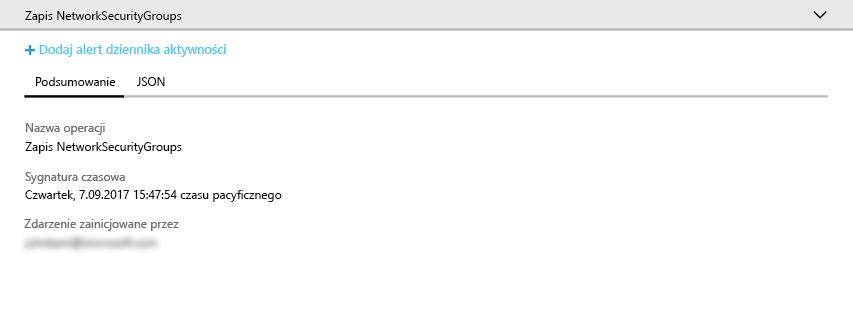 Zapis NetworkSecurityGroups
Dodaj alert dziennika aktywności
Podsumowanie JSON
Nazwa operacji
Zapis NetworkSecurityGroups
Sygnatura czasowa
Czwartek, 7.09.2017 15:47:54 czasu pacyficznego
Zdarzenie zainicjowane przez